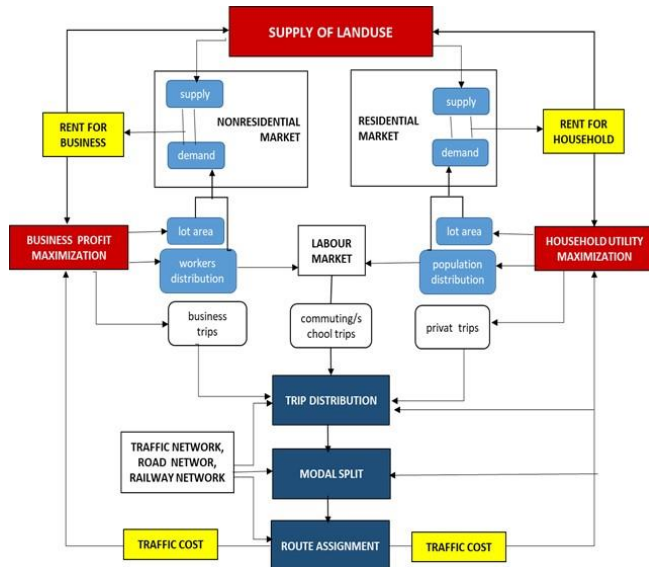 SUPPLY OF LANDUSE
supply
NONRESIDENTIAL
MARKET
demand
RESIDENTIAL
MARKET
supply
demand
RENT FOR
BUSINESS
RENT FOR
HOUSEHOLD
BUSINESS PROFIT
MAXIMIZATION
lot area
workers
distribution
LABOUR
MARKET
lot area
population
distribution
HOUSEHOLD UTILITY
MAXIMIZATION
business
trips
commuting/s
chool trips
privat trips
TRIP DISTRIBUTION
TRAFFIC NETWORK,
ROAD NETWOR,
RAILWAY NETWORK
MODAL SPLIT
TRAFFIC COST
ROUTE ASSIGNMENT
TRAFFIC COST